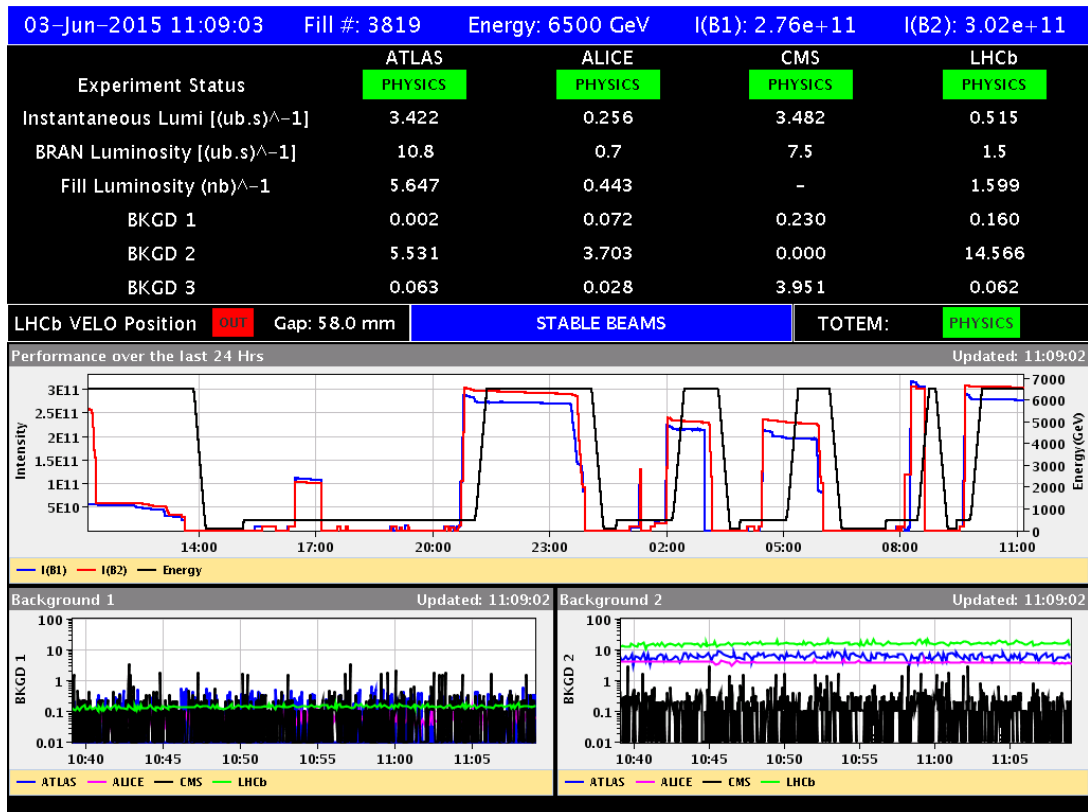 03-Jun-2015 11:09:03 Fill #: 3819 Energy: 6500 GeV I(B1): 2.76e+11 I(B2): 3.02e+11
ATLAS ALICE CMS LHCb
Experiment Status PHYSICS PHYSICS PHYSICS PHYSICS
Instantaneous Lumi [(ub.s)^-1] 3.422 0.256 3.482 0.515
BRAN Luminosity [(ub.s)^-1] 10.8 0.7 7.5 1.5
Fill Luminosity (nb)^-1 5.647 0.443 - 1.599
BKGD 1 0.002 0.072 0.230 0.160
BKGD 2 5.531 3.703 0.000 14.566
BKGD 3 0.063 0.028 3.951 0.062
LHCb VELO Position OUT Gap: 58.0 mm STABLE BEAMS TOTEM: PHYSICS
Performance over the last 24 Hrs Updated: 11:09:02
Intensity
3E11
2.5E11
2E11
1.5E11
1E11
5E10
7000
6000
5000
4000
3000
2000
1000
0
Energy(GeV)
14:00 17:00 20:00 23:00 02:00 05:00 08:00 11:00
I(B1) I(B2) Energy
Background 1 Updated: 11:09:02
BKGD 1
100
10
1
0.1
0.01
10:40 10:45 10:50 10:55 11:00 11:05
ATLAS ALICE CMS LHCb
Background 2 Updated: 11:09:02
BKGD 2
100
10
1
0.1
0.01
10:40 10:45 10:50 10:55 11:00 11:05
ATLAS ALICE CMS LHCb